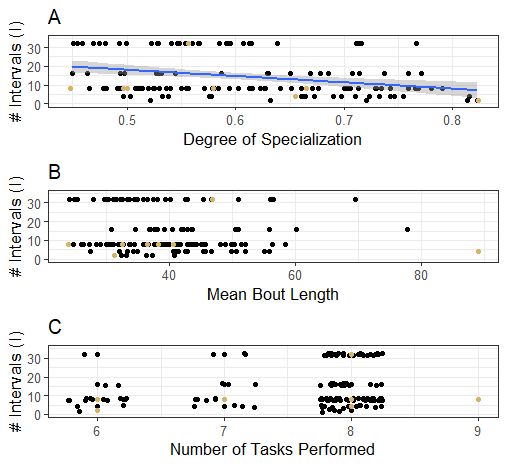 A
# Intervals (I)
30
20
10
0
0.5 0.6 0.7 0.8
Degree of Specialization
B
# Intervals (I)
30
20
10
0
40 60 80
Mean Bout Length
C
# Intervals (I)
30
20
10
0
6 7 8 9
Number of Tasks Performed